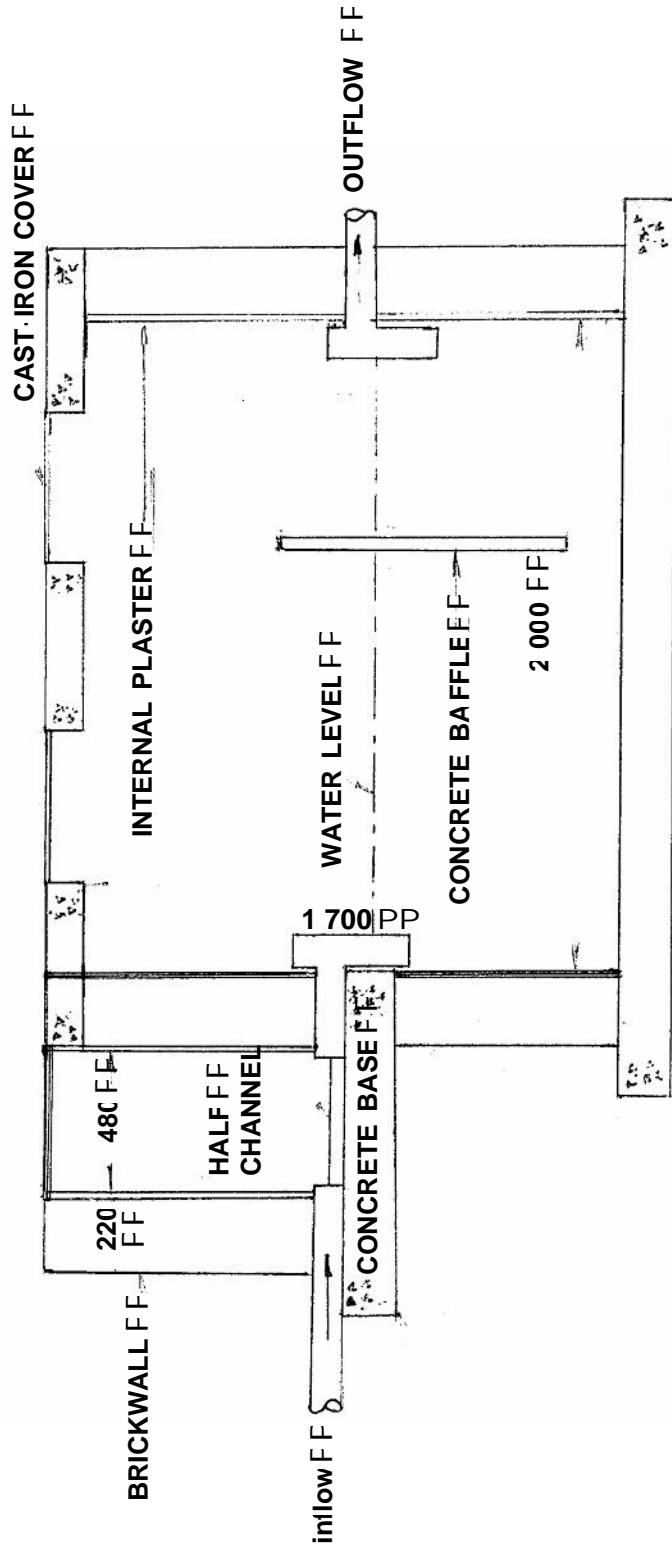 CAST-IRON COVER F F
INTERNAL PLASTER F F
OUTFLOW F F
WATER LEVEL F F
CONCRETE BAFFLE F F
2 000 F F
1 700 PP
480 F F
220
F F
HALF F F
CHANNEL
CONCRETE BASE F F
BRICKWALL F F
inflow F F